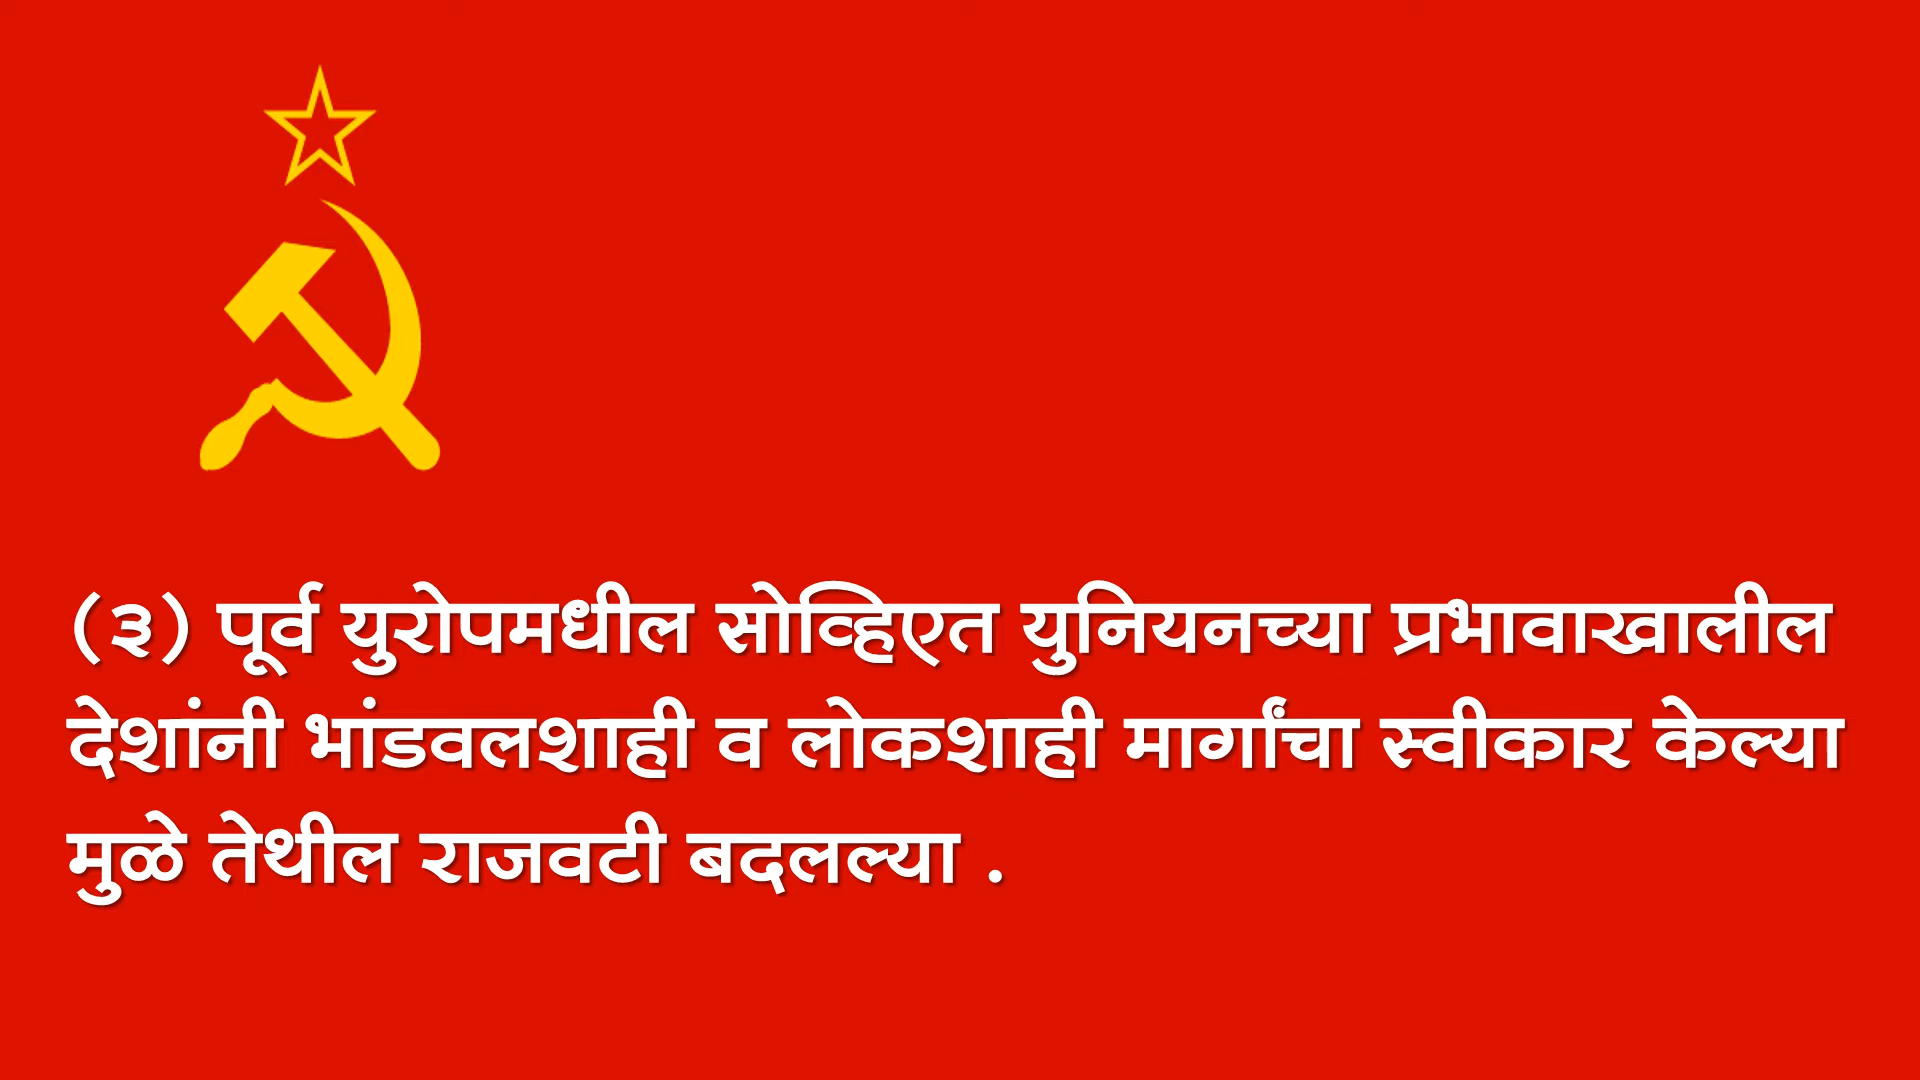 (३) पूर्व युरोपमधील सोव्हिएत युनियनच्या प्रभावाखालील
देशांनी भांडवलशाही व लोकशाही मार्गांचा स्वीकार केल्या
मुळे तेथील राजवटी बदलल्या .